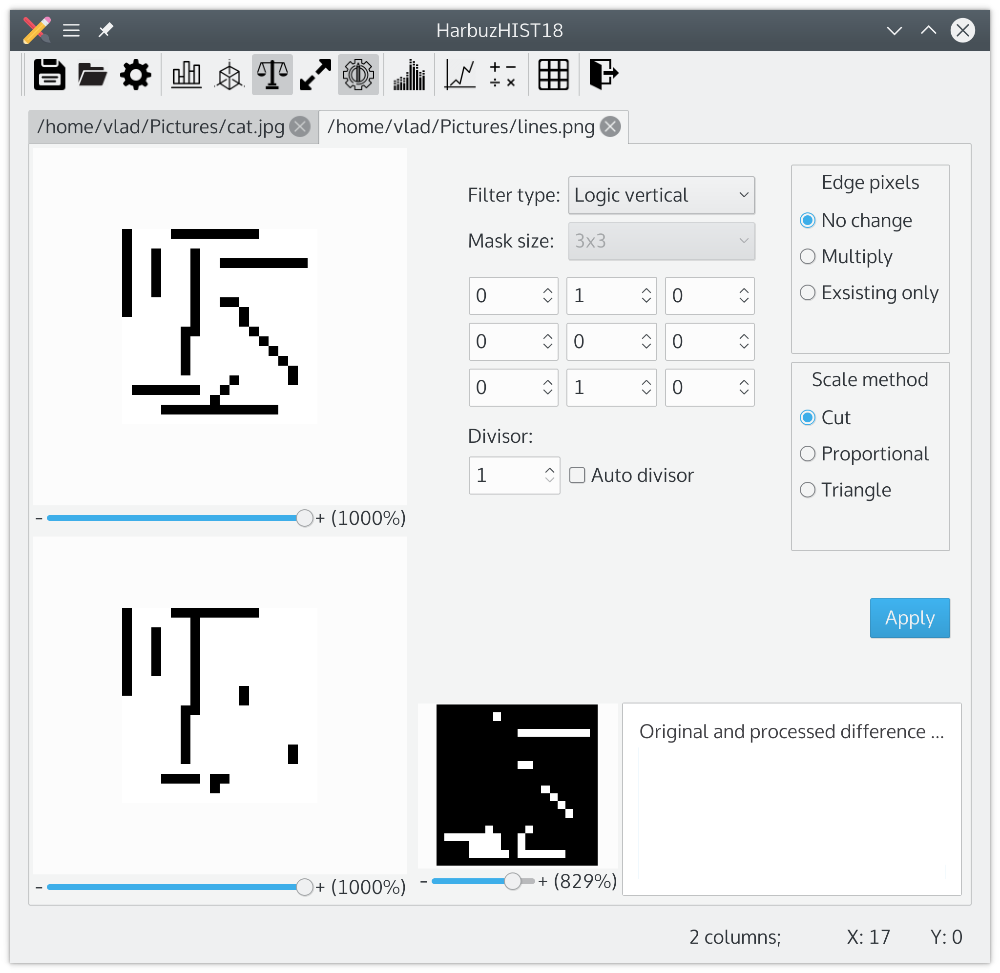 HarbuzHIST18
/home/vlad/Pictures/cat.jpg /home/vlad/Pictures/lines.png
Filter type: Logic vertical
Mask size: 3x3
0 1 0
0 0 0
0 1 0
Divisor:
1 Auto divisor
Edge pixels
No change
Multiply
Exsisting only
Scale method
Cut
Proportional
Triangle
- + (1000%)
Apply
Original and processed difference ...
- + (1000%)
- + (829%)
2 columns; X: 17 Y: 0